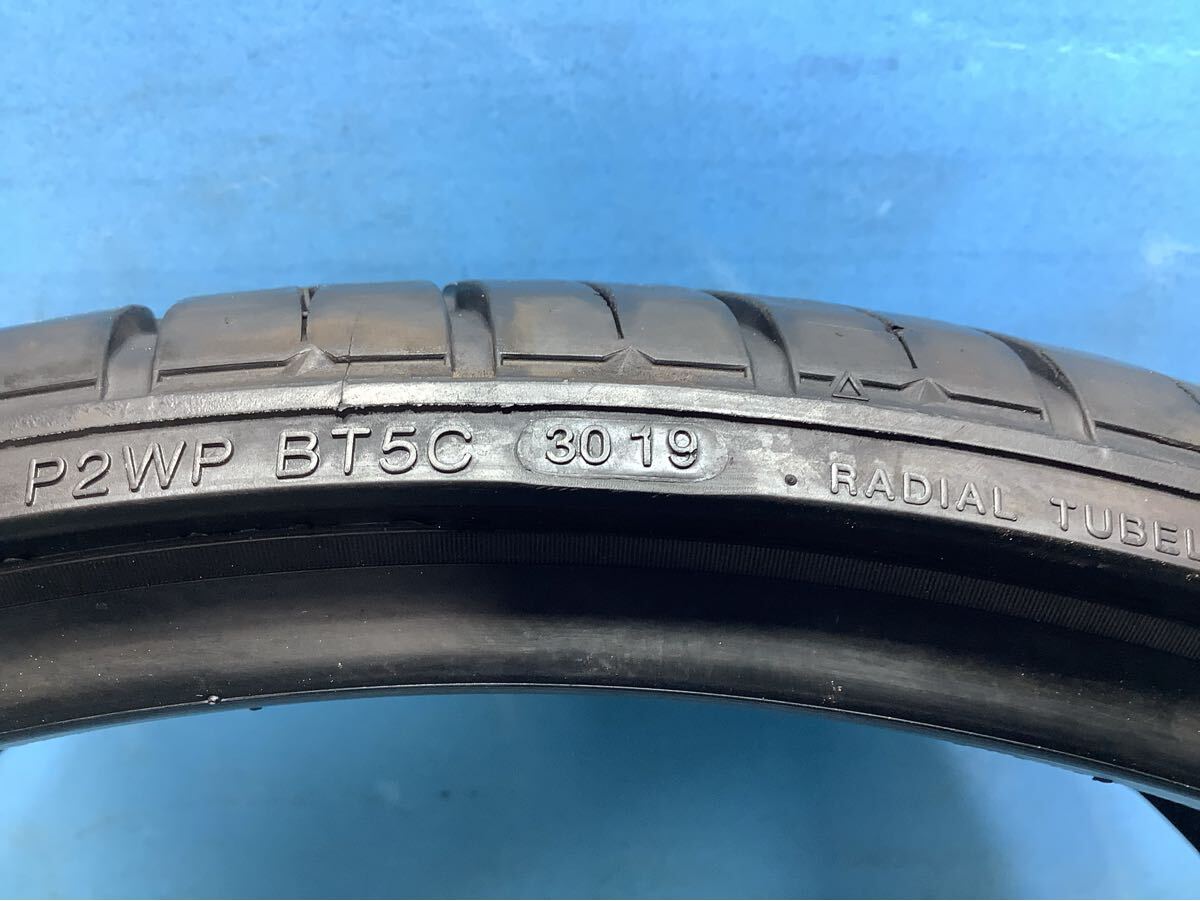 P2WP BT5C 3019 . RADIAL TUBEL